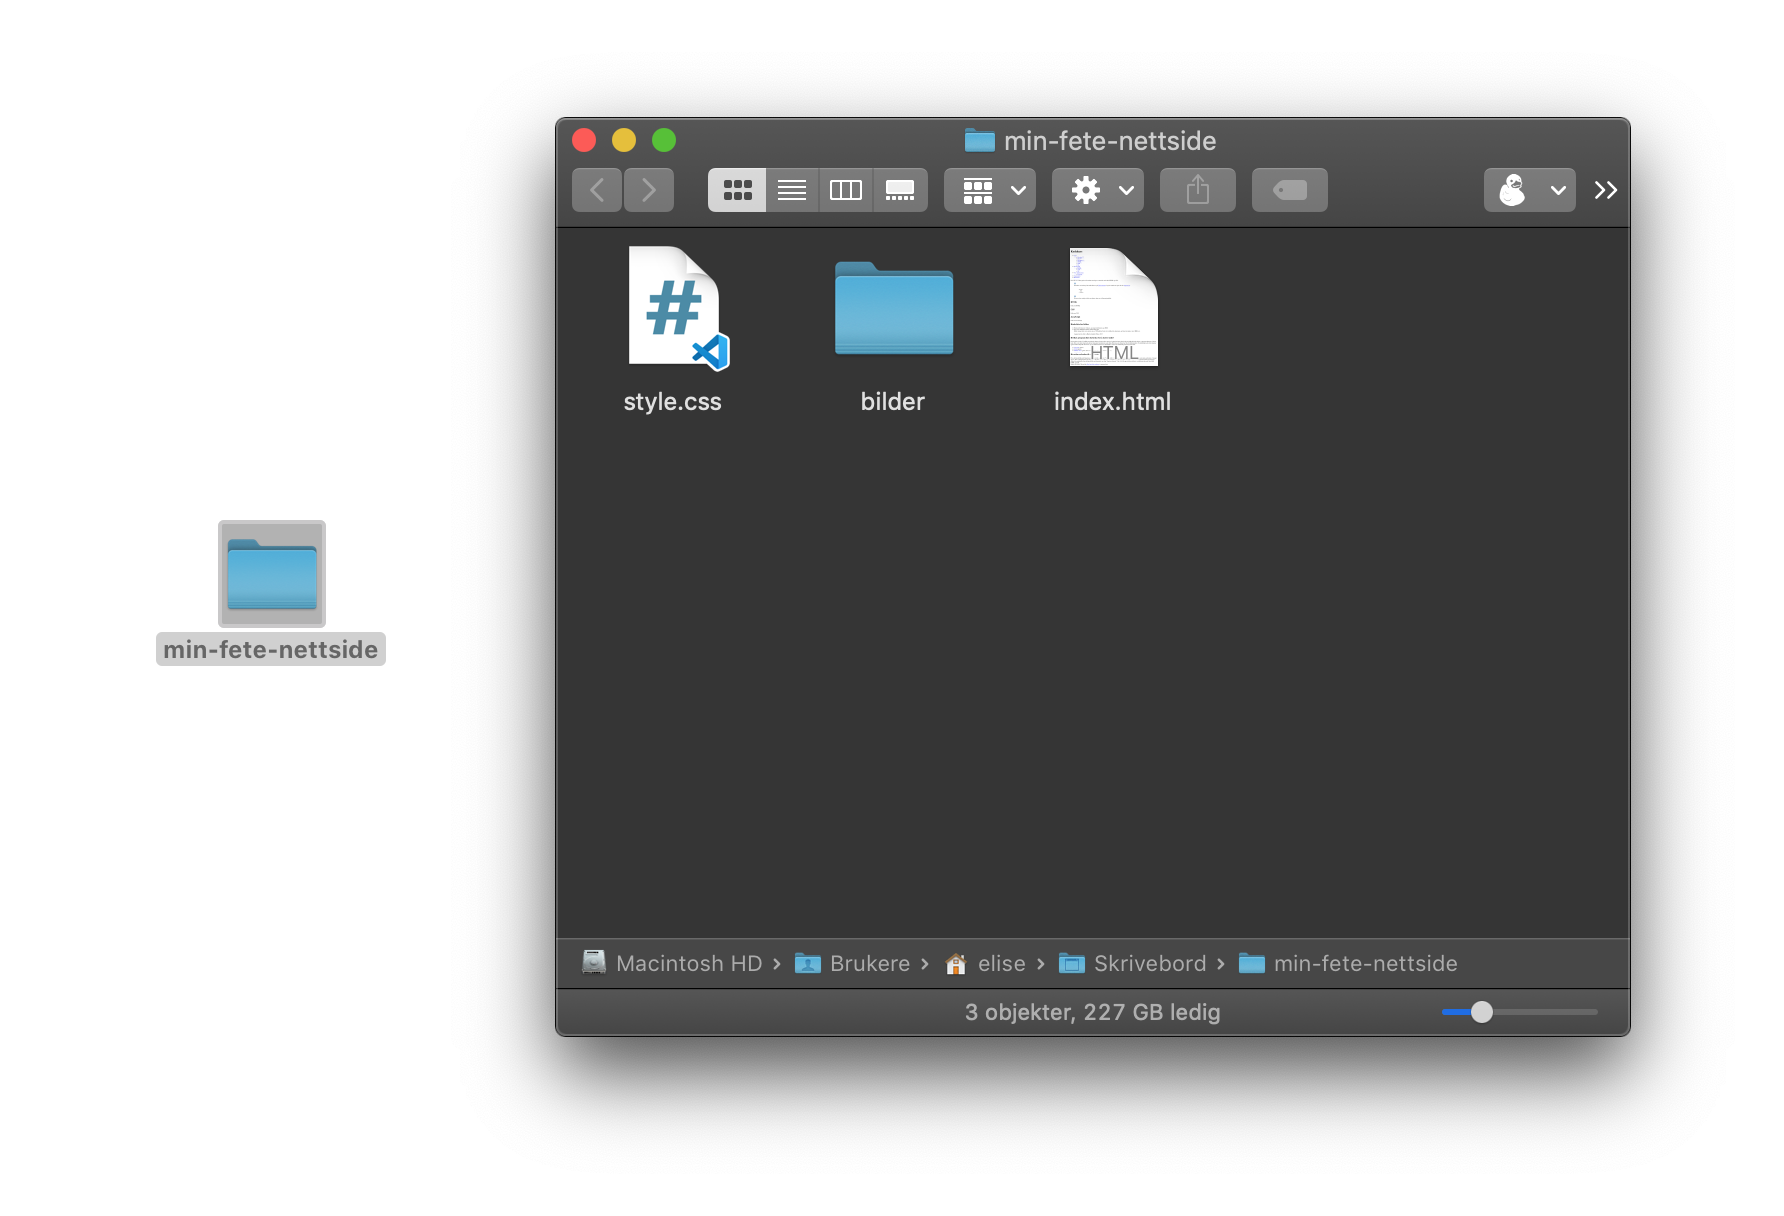 min-fete-nettside
style.css
bilder
HTML
index.html
min-fete-nettside
Macintosh HD › Brukere › elise › Skrivebord › min-fete-nettside
3 objekter, 227 GB ledig